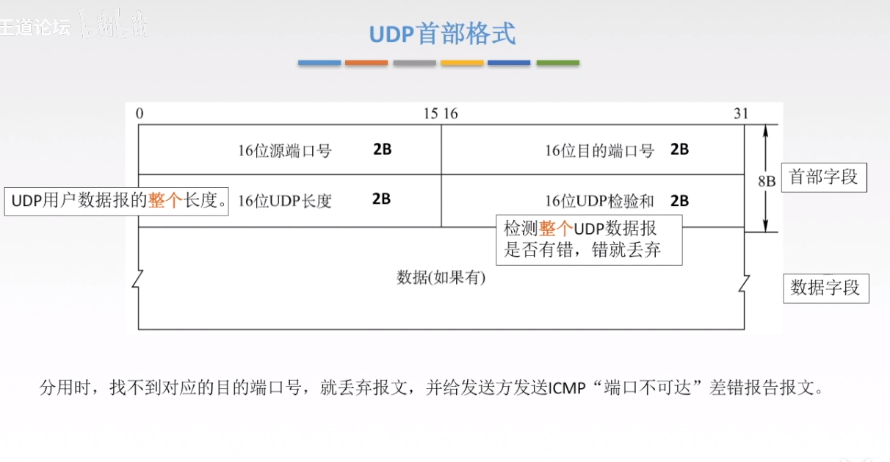 王道论坛
UDP首部格式
0 15 16 31
16位源端口号 2B 16位目的端口号 2B
8B 首部字段
UDP用户数据报的整个长度。 16位UDP长度 2B 16位UDP检验和 2B
检测整个UDP数据报
是否有错，错就丢弃
数据(如果有)
数据字段
分用时，找不到对应的目的端口号，就丢弃报文，并给发送方发送ICMP“端口不可达”差错报告报文。